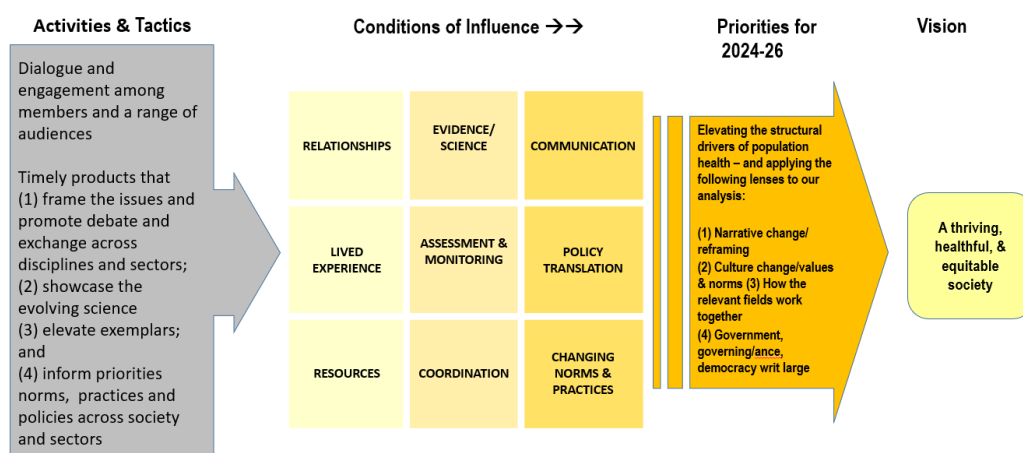 Activities & Tactics
Dialogue and
engagement among
members and a range of
audiences
Timely products that
(1) frame the issues and
promote debate and
exchange across
disciplines and sectors;
(2) showcase the
evolving science
(3) elevate exemplars;
and
(4) inform priorities
norms, practices and
policies across society
and sectors
Conditions of Influence →→
RELATIONSHIPS
EVIDENCE/
SCIENCE
COMMUNICATION
LIVED
EXPERIENCE
ASSESSMENT &
MONITORING
POLICY
TRANSLATION
RESOURCES
COORDINATION
CHANGING
NORMS &
PRACTICES
Priorities for
2024-26
Elevating the structural
drivers of population
health – and applying the
following lenses to our
analysis:
(1) Narrative change/
reframing
(2) Culture change/values
& norms (3) How the
relevant fields work
together
(4) Government,
governing/ance,
democracy writ large
Vision
A thriving,
healthful, &
equitable
society